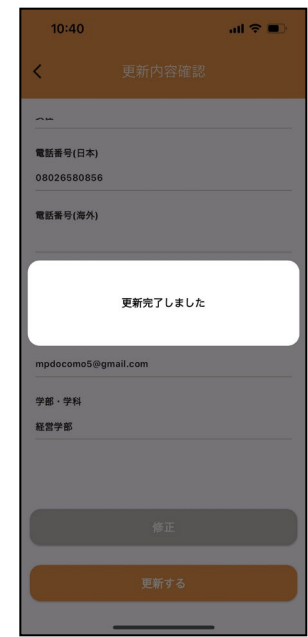 10:40
更新内容確認
電話番号(日本)
08026580856
電話番号(海外)
更新完了しました
mpdocomo5@gmail.com
学部・学科
経営学部
修正
更新する